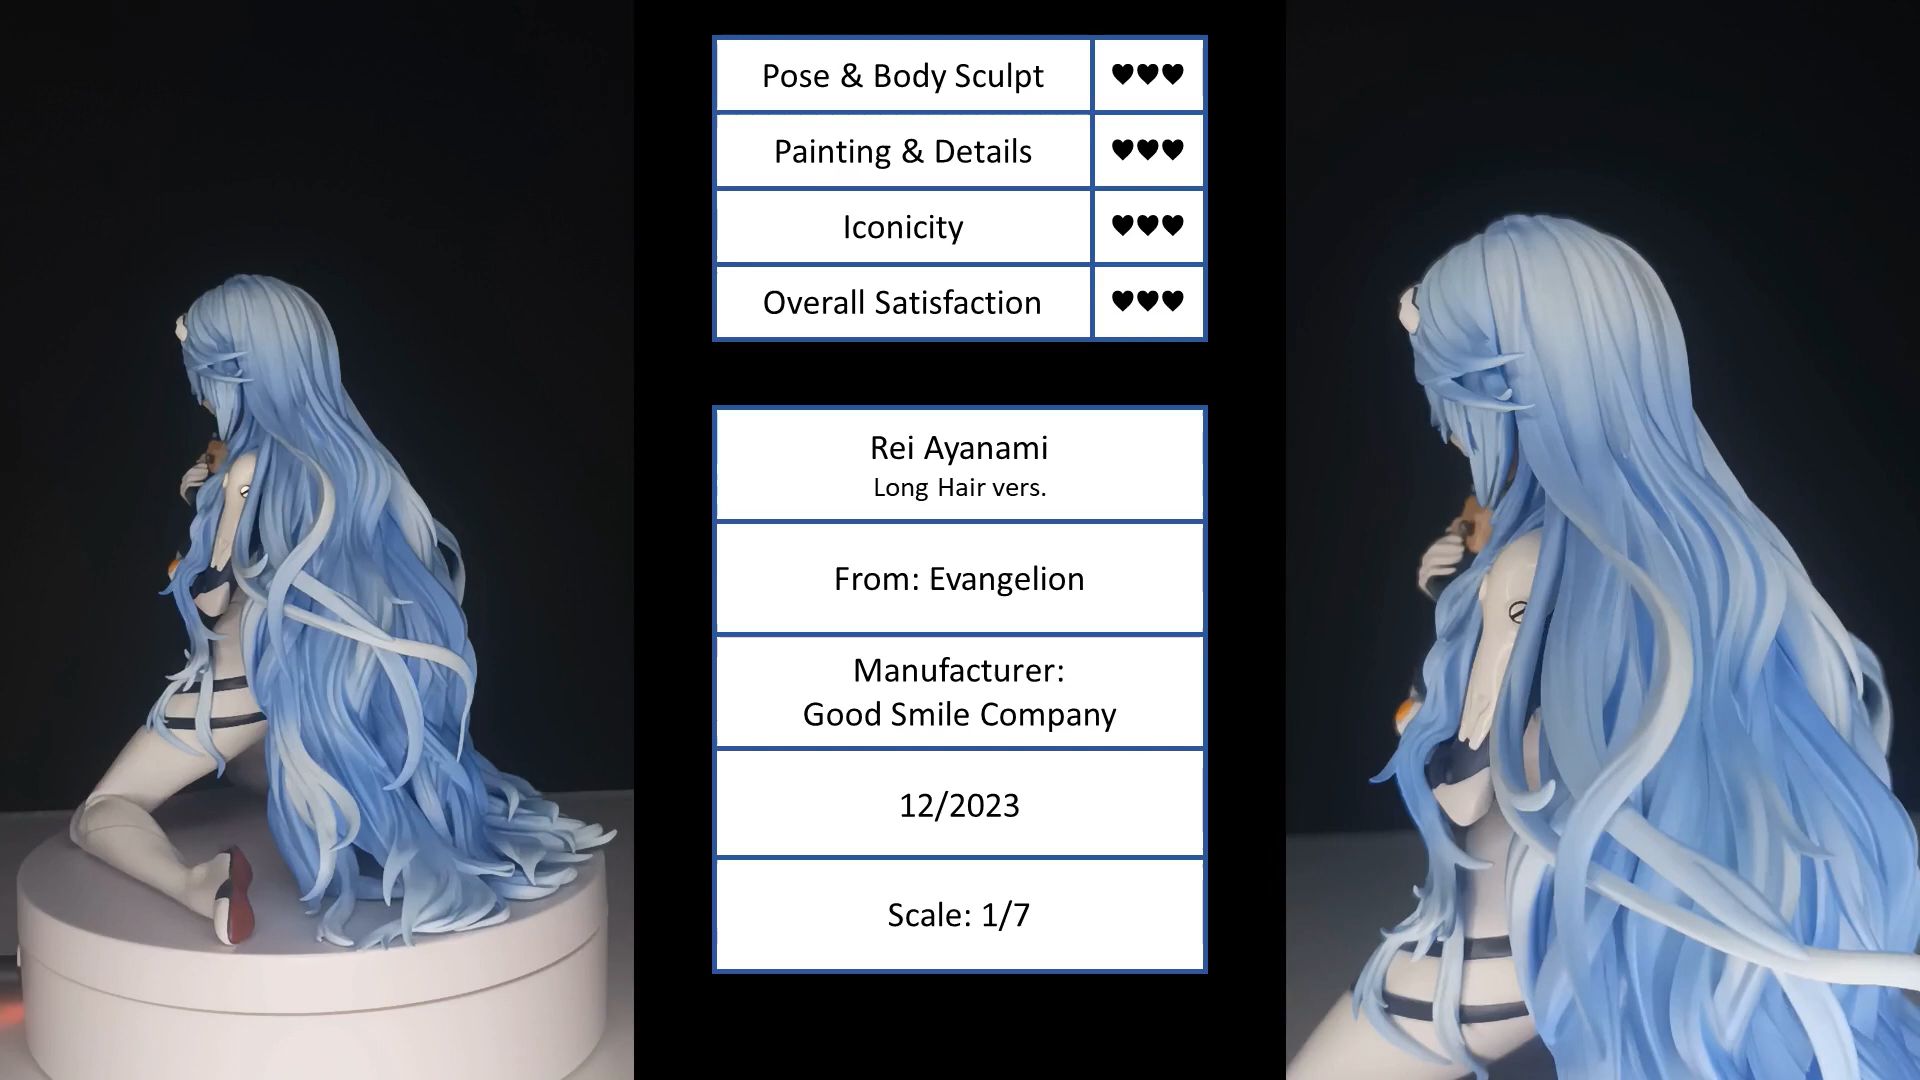 Pose & Body Sculpt ♥♥♥
Painting & Details ♥♥♥
Iconicity ♥♥♥
Overall Satisfaction ♥♥♥
Rei Ayanami
Long Hair vers.
From: Evangelion
Manufacturer:
Good Smile Company
12/2023
Scale: 1/7